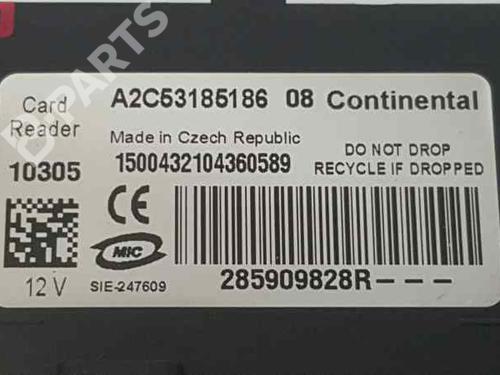 B-PARTS
Card Reader
10305
12 V
A2C53185186 08 Continental
Made in Czech Republic
1500432104360589
DO NOT DROP
RECYCLE IF DROPPED
CE
MIC
SIE-247609
285909828R---